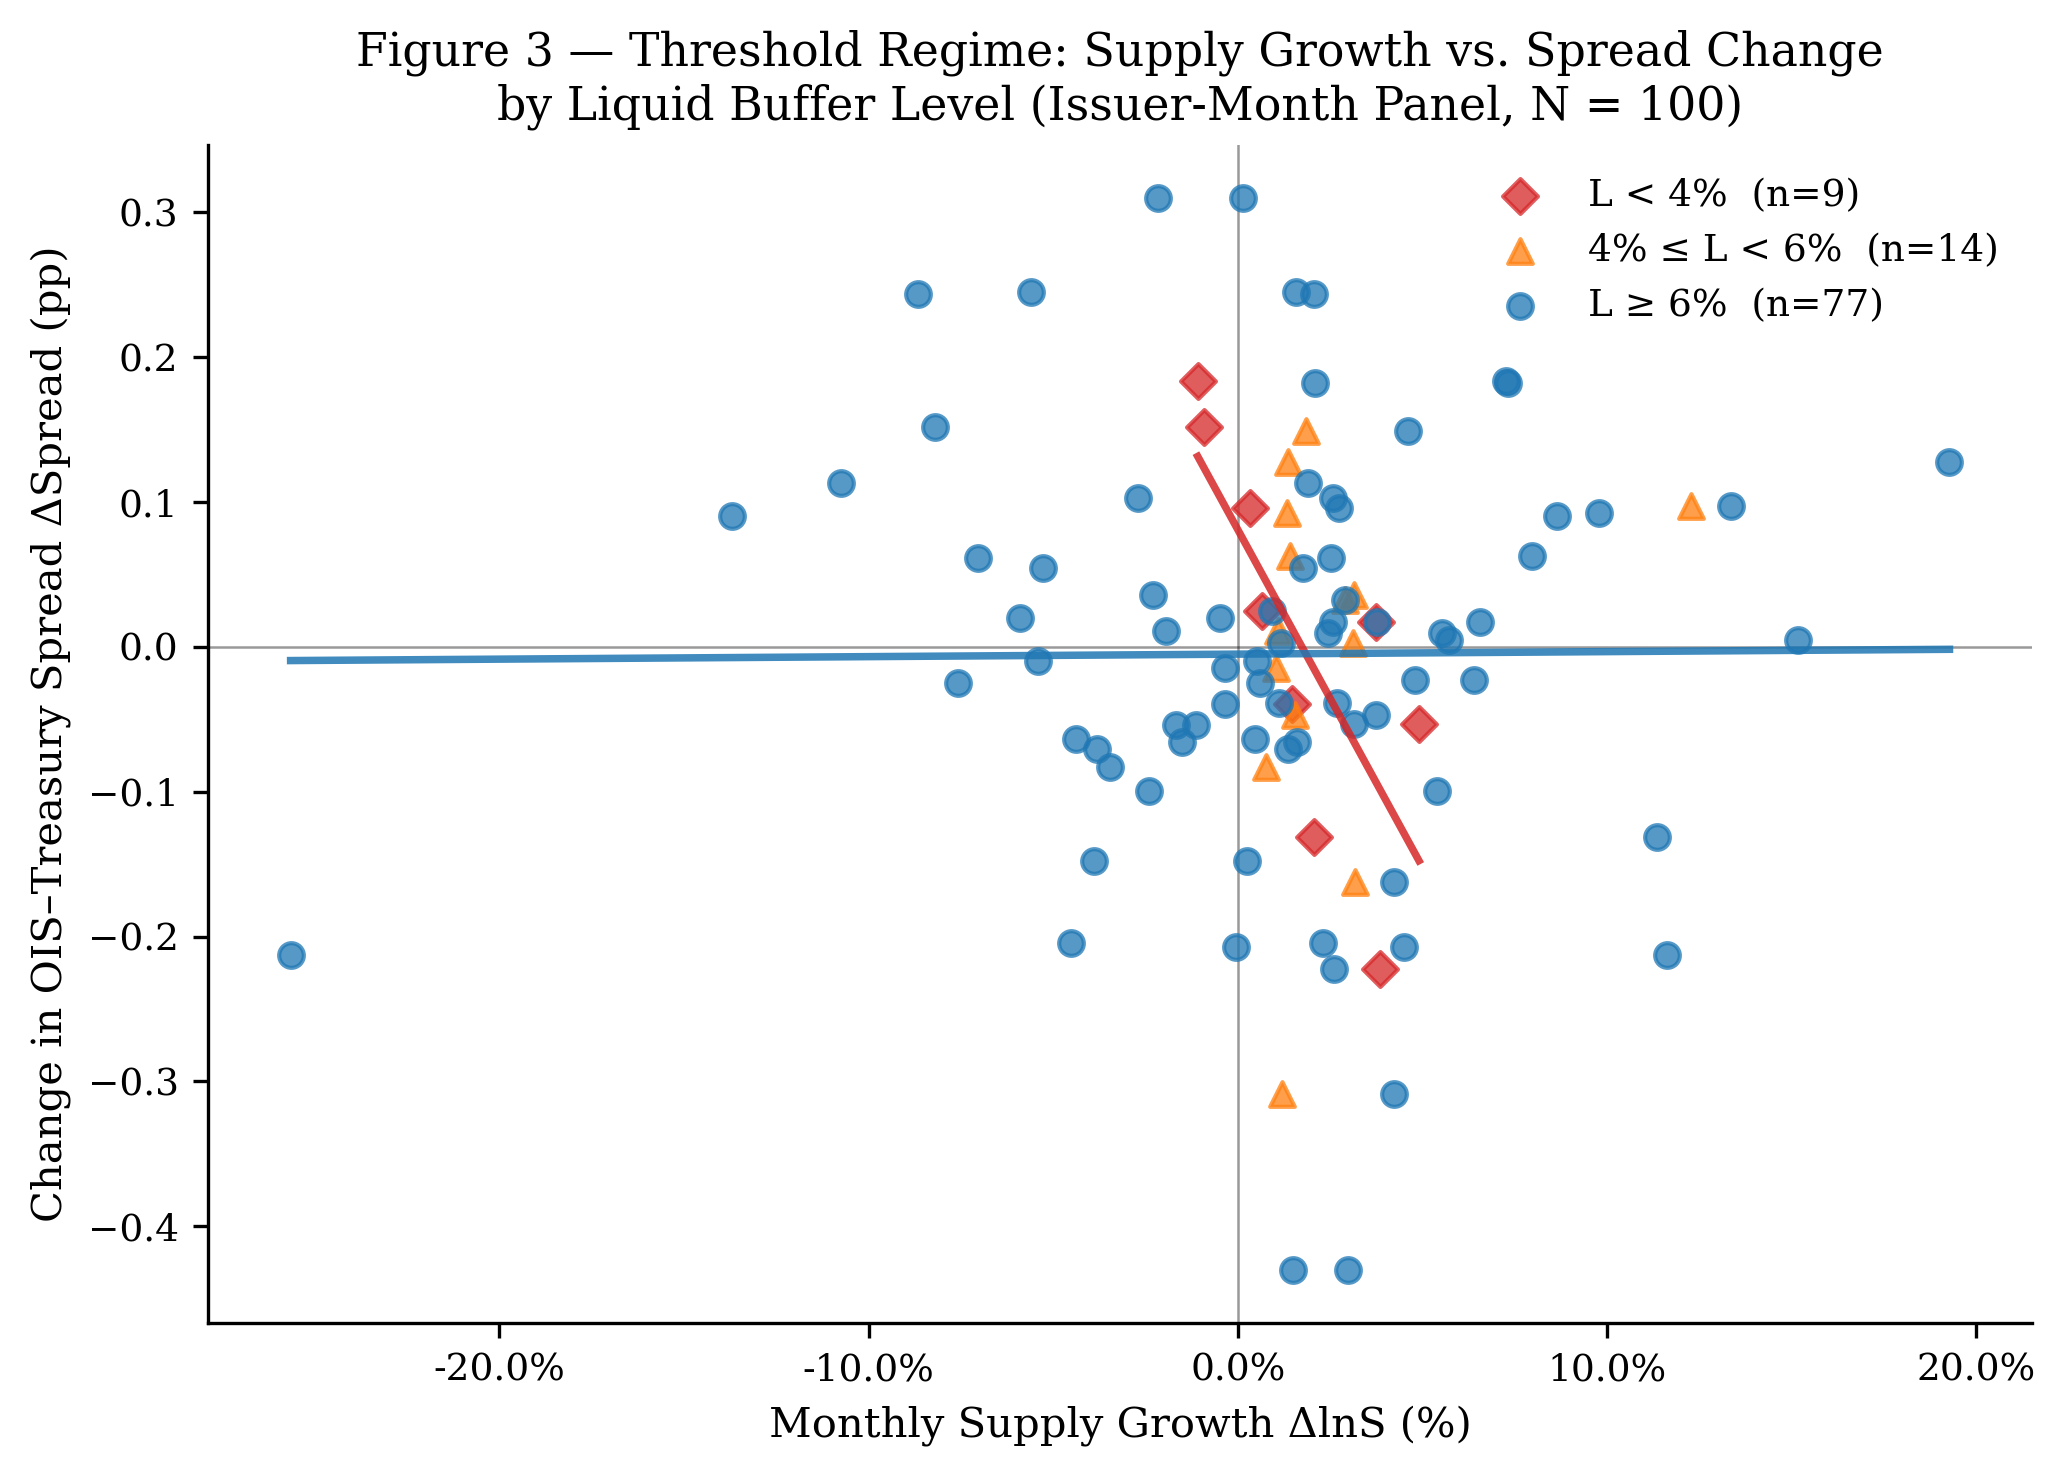 Figure 3 — Threshold Regime: Supply Growth vs. Spread Change
by Liquid Buffer Level (Issuer-Month Panel, N = 100)
L < 4%  (n=9)
4% ≤ L < 6%  (n=14)
L ≥ 6%  (n=77)
Change in OIS–Treasury Spread ΔSpread (pp)
0.3
0.2
0.1
0.0
−0.1
−0.2
−0.3
−0.4
-20.0%
-10.0%
0.0%
10.0%
20.0%
Monthly Supply Growth ΔlnS (%)